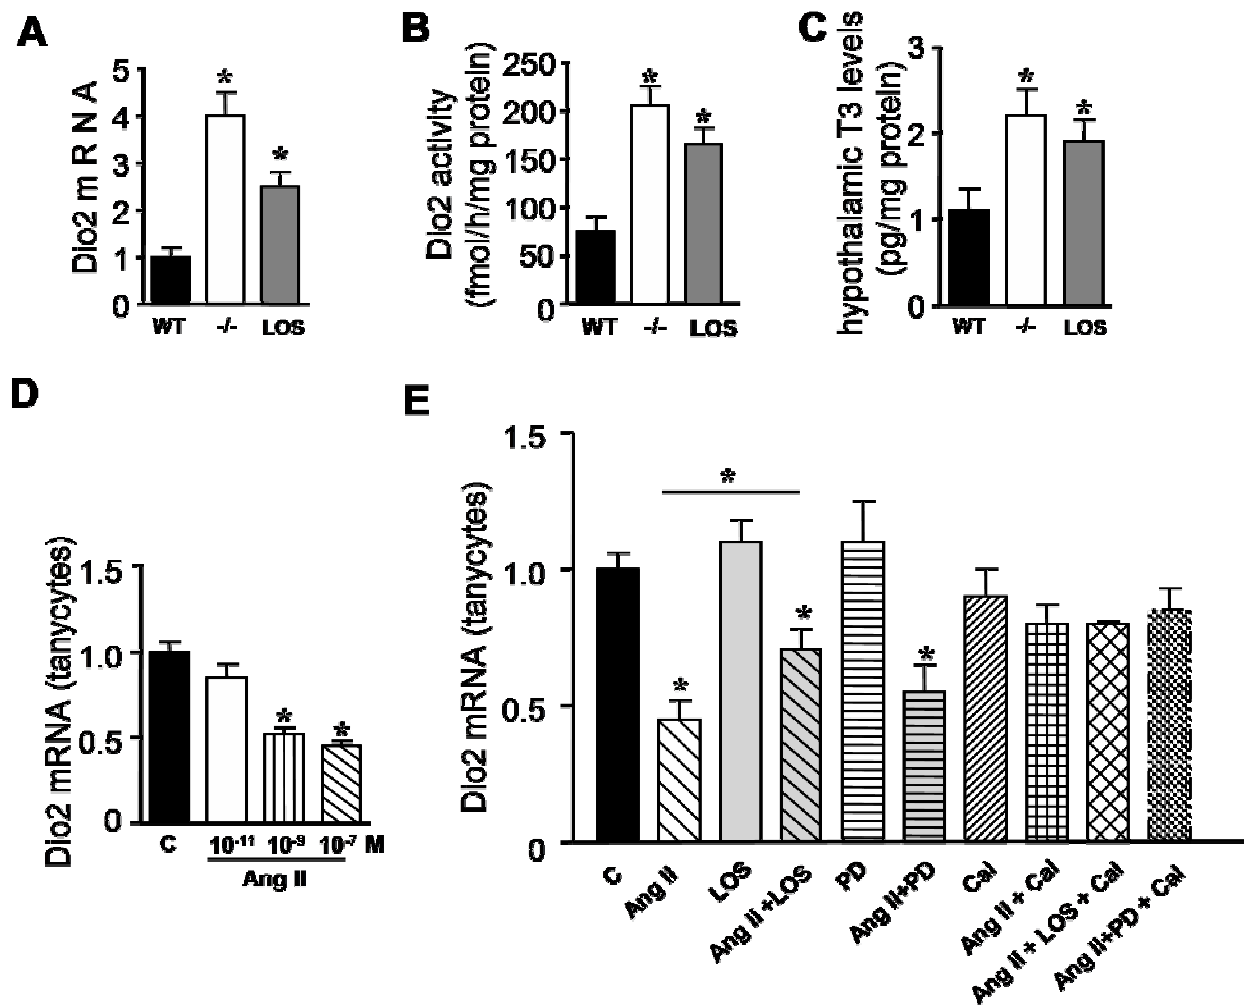 A
Dio2 m R N A
5
4
3
2
1
0
*
*
WT -/- LOS
B
Dio2 activity
(fmol/h/mg protein)
250
200
150
100
50
0
*
*
WT -/- LOS
C
hypothalamic T3 levels
(pg/mg protein)
3
2
1
0
*
*
WT -/- LOS
D
Dio2 mRNA (tanycytes)
1.5
1.0
0.5
0
*
*
C 10-11 10-9 10-7 M
Ang II
E
Dio2 mRNA (tanycytes)
1.5
1.0
0.5
0
*
*
*
*
C
Ang II
LOS
Ang II +LOS
PD
Ang II+PD
Cal
Ang II + Cal
Ang II + LOS + Cal
Ang II+PD + Cal